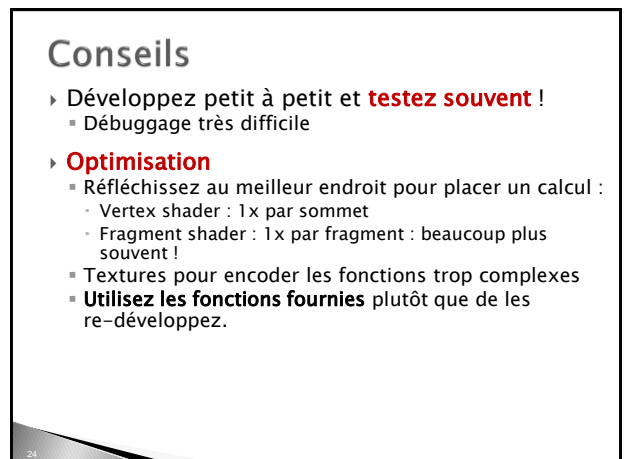 Conseils
Développez petit à petit et testez souvent !
Débuggage très difficile
Optimisation
Réfléchissez au meilleur endroit pour placer un calcul :
Vertex shader : 1x par sommet
Fragment shader : 1x par fragment : beaucoup plus
souvent !
Textures pour encoder les fonctions trop complexes
Utilisez les fonctions fournies plutôt que de les
re-développez.
24